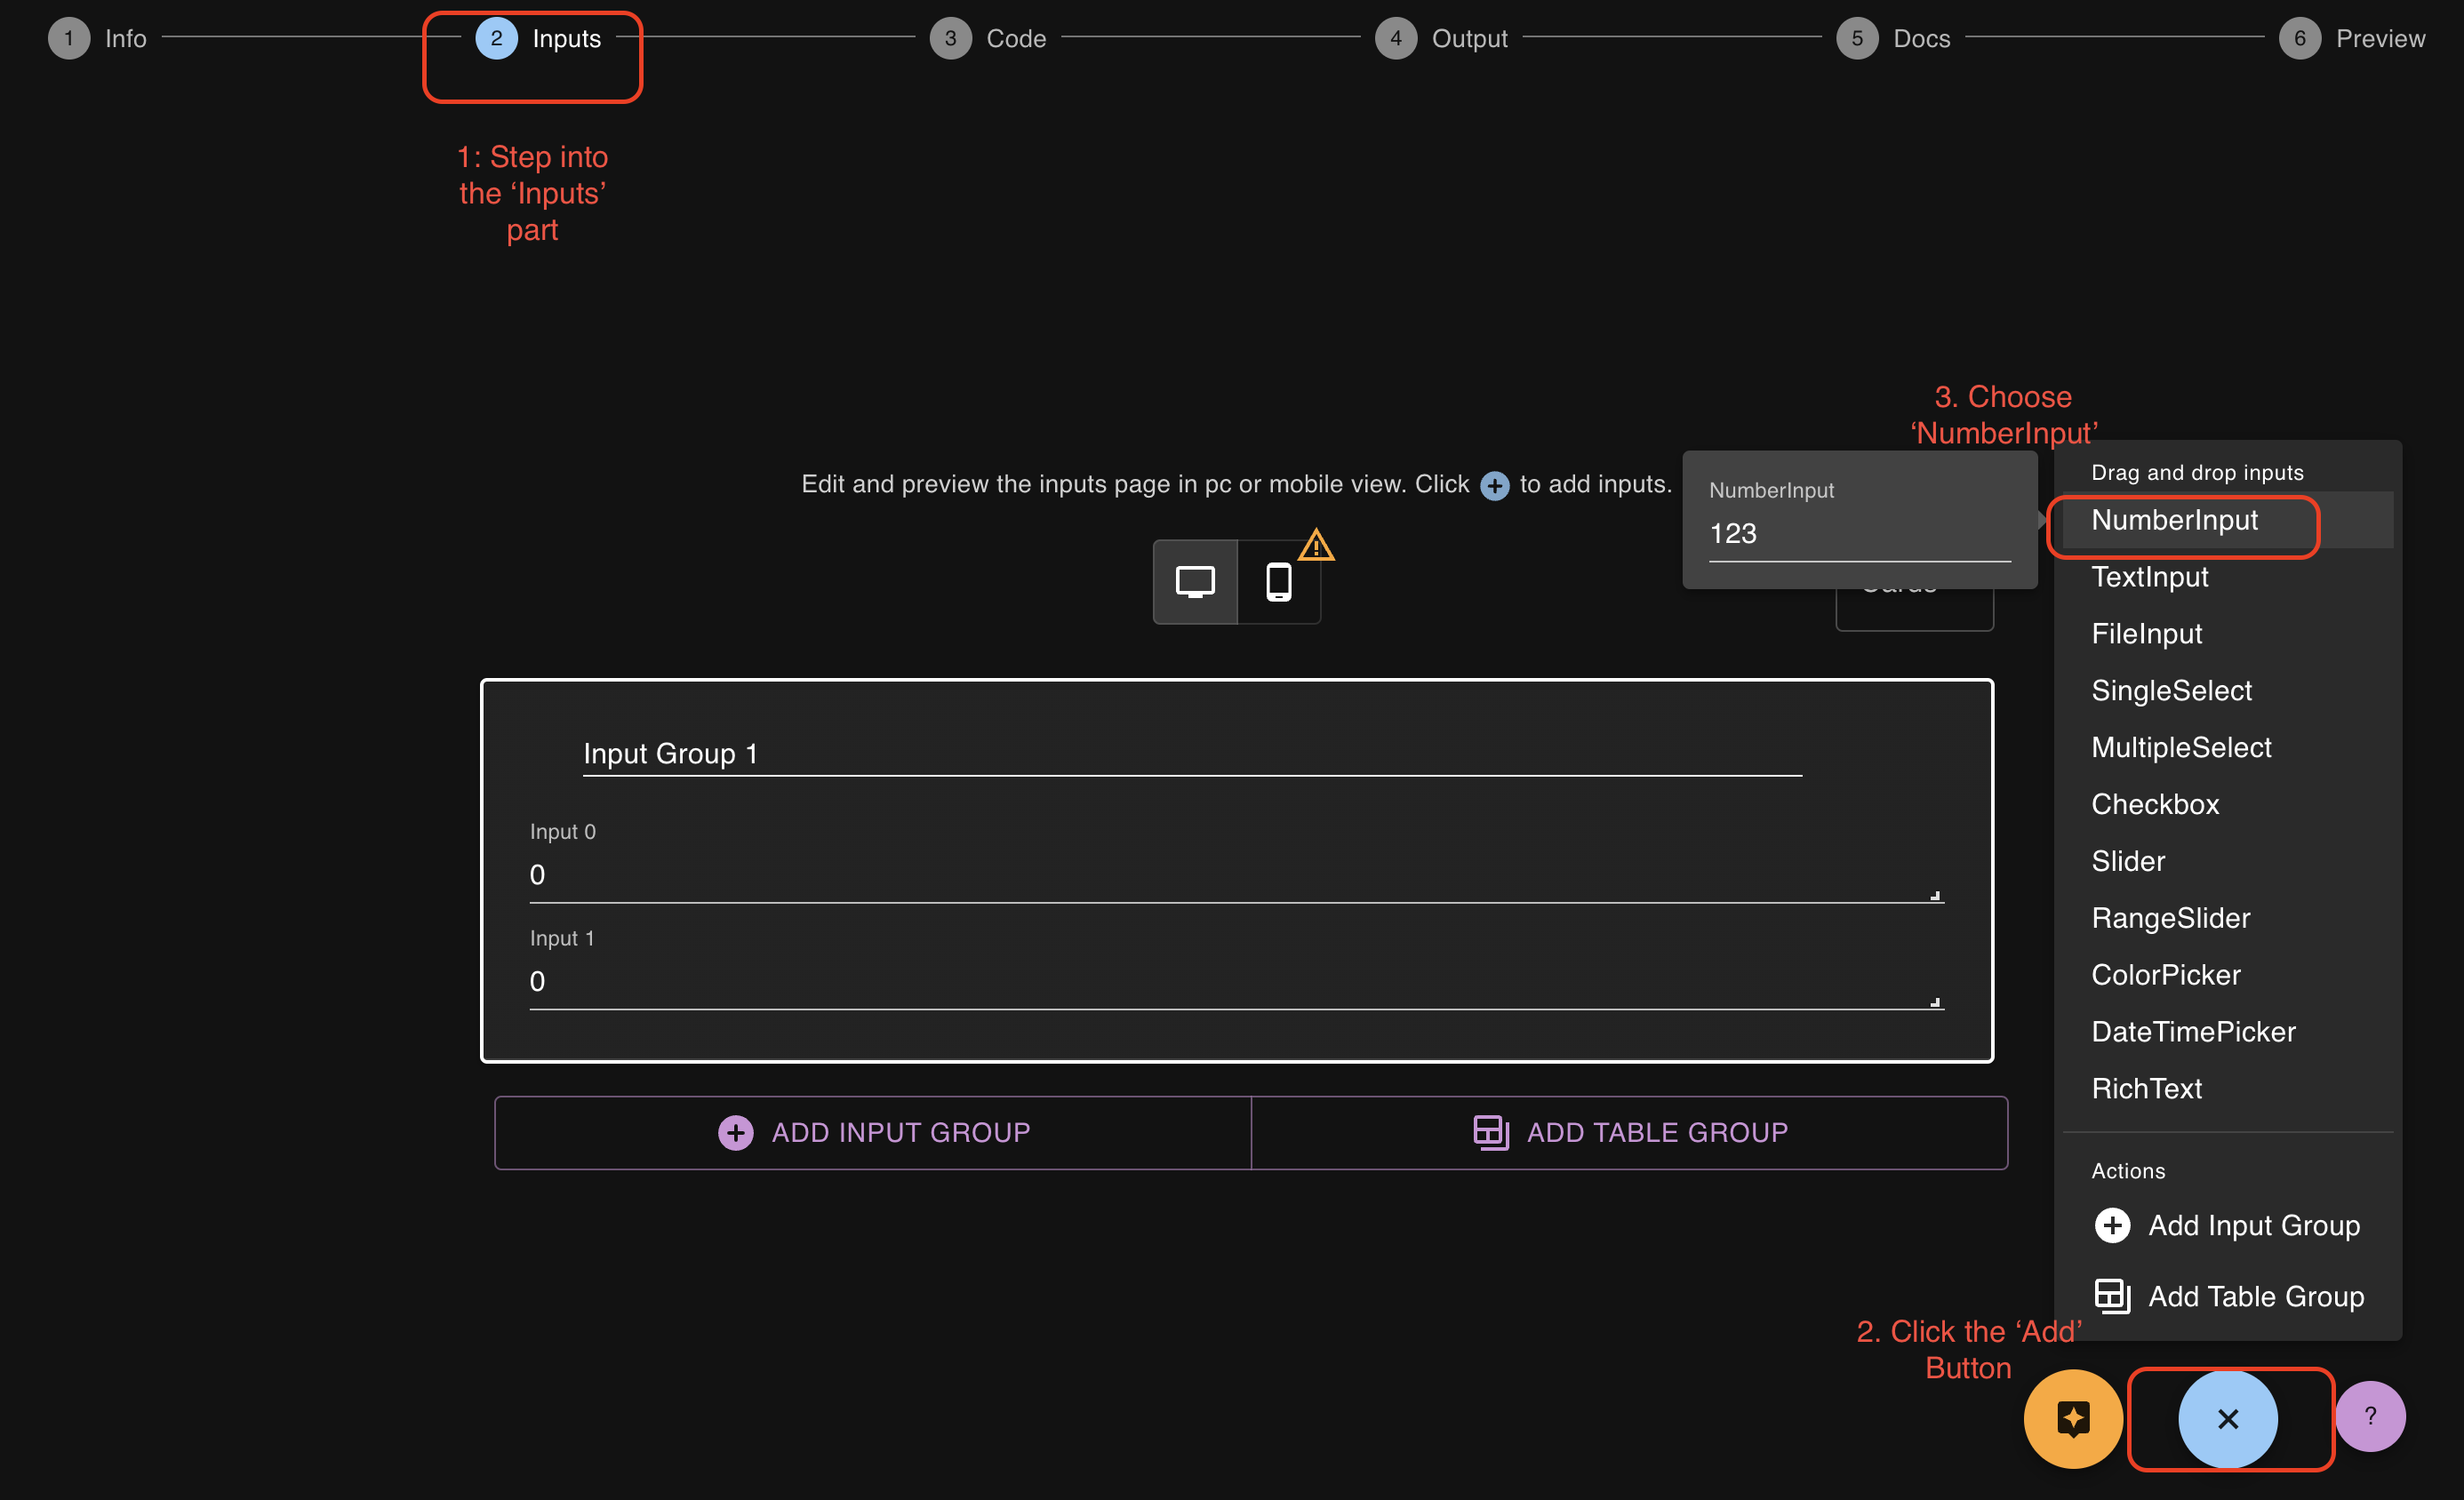 1 Info
2 Inputs
3 Code
4 Output
5 Docs
6 Preview
1: Step into
the ‘Inputs’
part
3. Choose
‘NumberInput’
Edit and preview the inputs page in pc or mobile view. Click + to add inputs.
NumberInput
123
Drag and drop inputs
NumberInput
TextInput
FileInput
SingleSelect
MultipleSelect
Checkbox
Slider
RangeSlider
ColorPicker
DateTimePicker
RichText
Actions
Add Input Group
Add Table Group
Input Group 1
Input 0
0
Input 1
0
ADD INPUT GROUP
ADD TABLE GROUP
2. Click the ‘Add’
Button
?